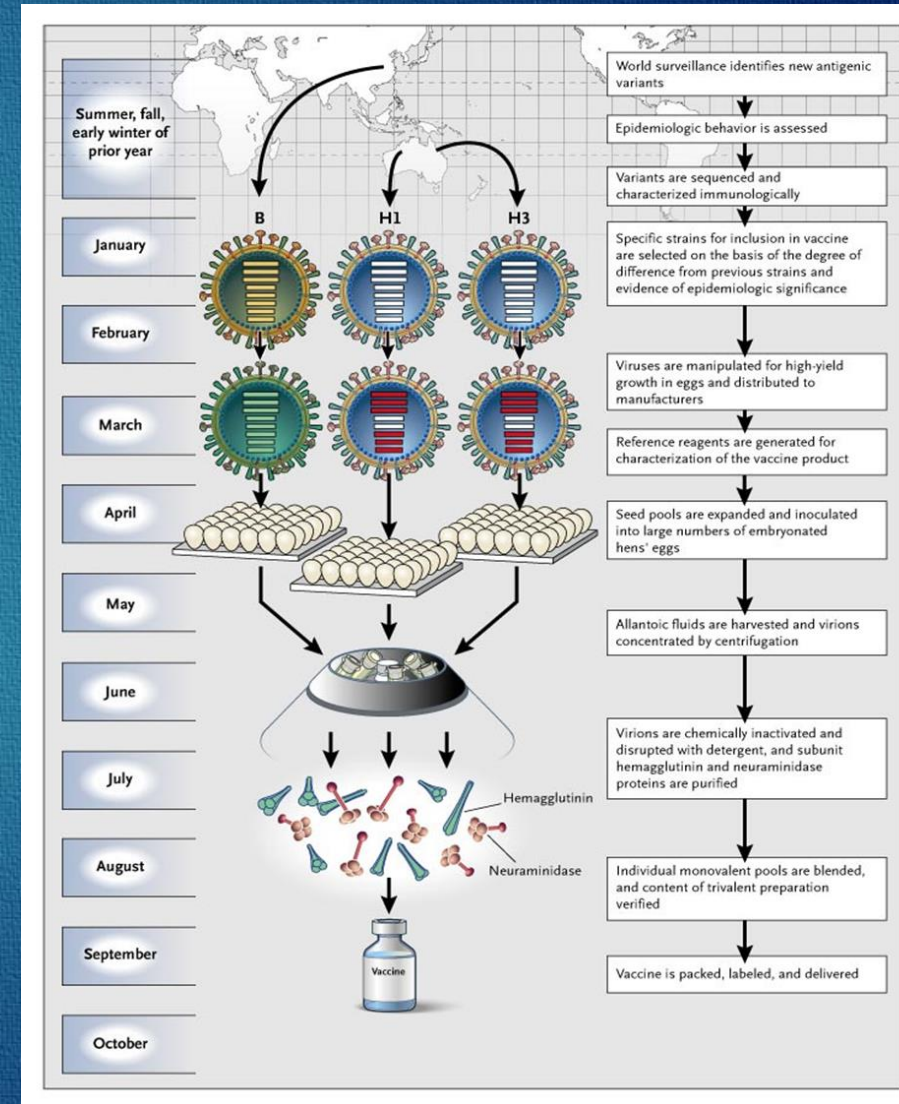 Summer, fall,
early winter of
prior year
January
February
March
April
May
June
July
August
September
October
B
H1
H3
Hemagglutinin
Neuraminidase
Vaccine
World surveillance identifies new antigenic
variants
Epidemiologic behavior is assessed
Variants are sequenced and
characterized immunologically
Specific strains for inclusion in vaccine
are selected on the basis of the degree of
difference from previous strains and
evidence of epidemiologic significance
Viruses are manipulated for high-yield
growth in eggs and distributed to
manufacturers
Reference reagents are generated for
characterization of the vaccine product
Seed pools are expanded and inoculated
into large numbers of embryonated
hens' eggs
Allantoic fluids are harvested and virions
concentrated by centrifugation
Virions are chemically inactivated and
disrupted with detergent, and subunit
hemagglutinin and neuraminidase
proteins are purified
Individual monovalent pools are blended,
and content of trivalent preparation
verified
Vaccine is packed, labeled, and delivered